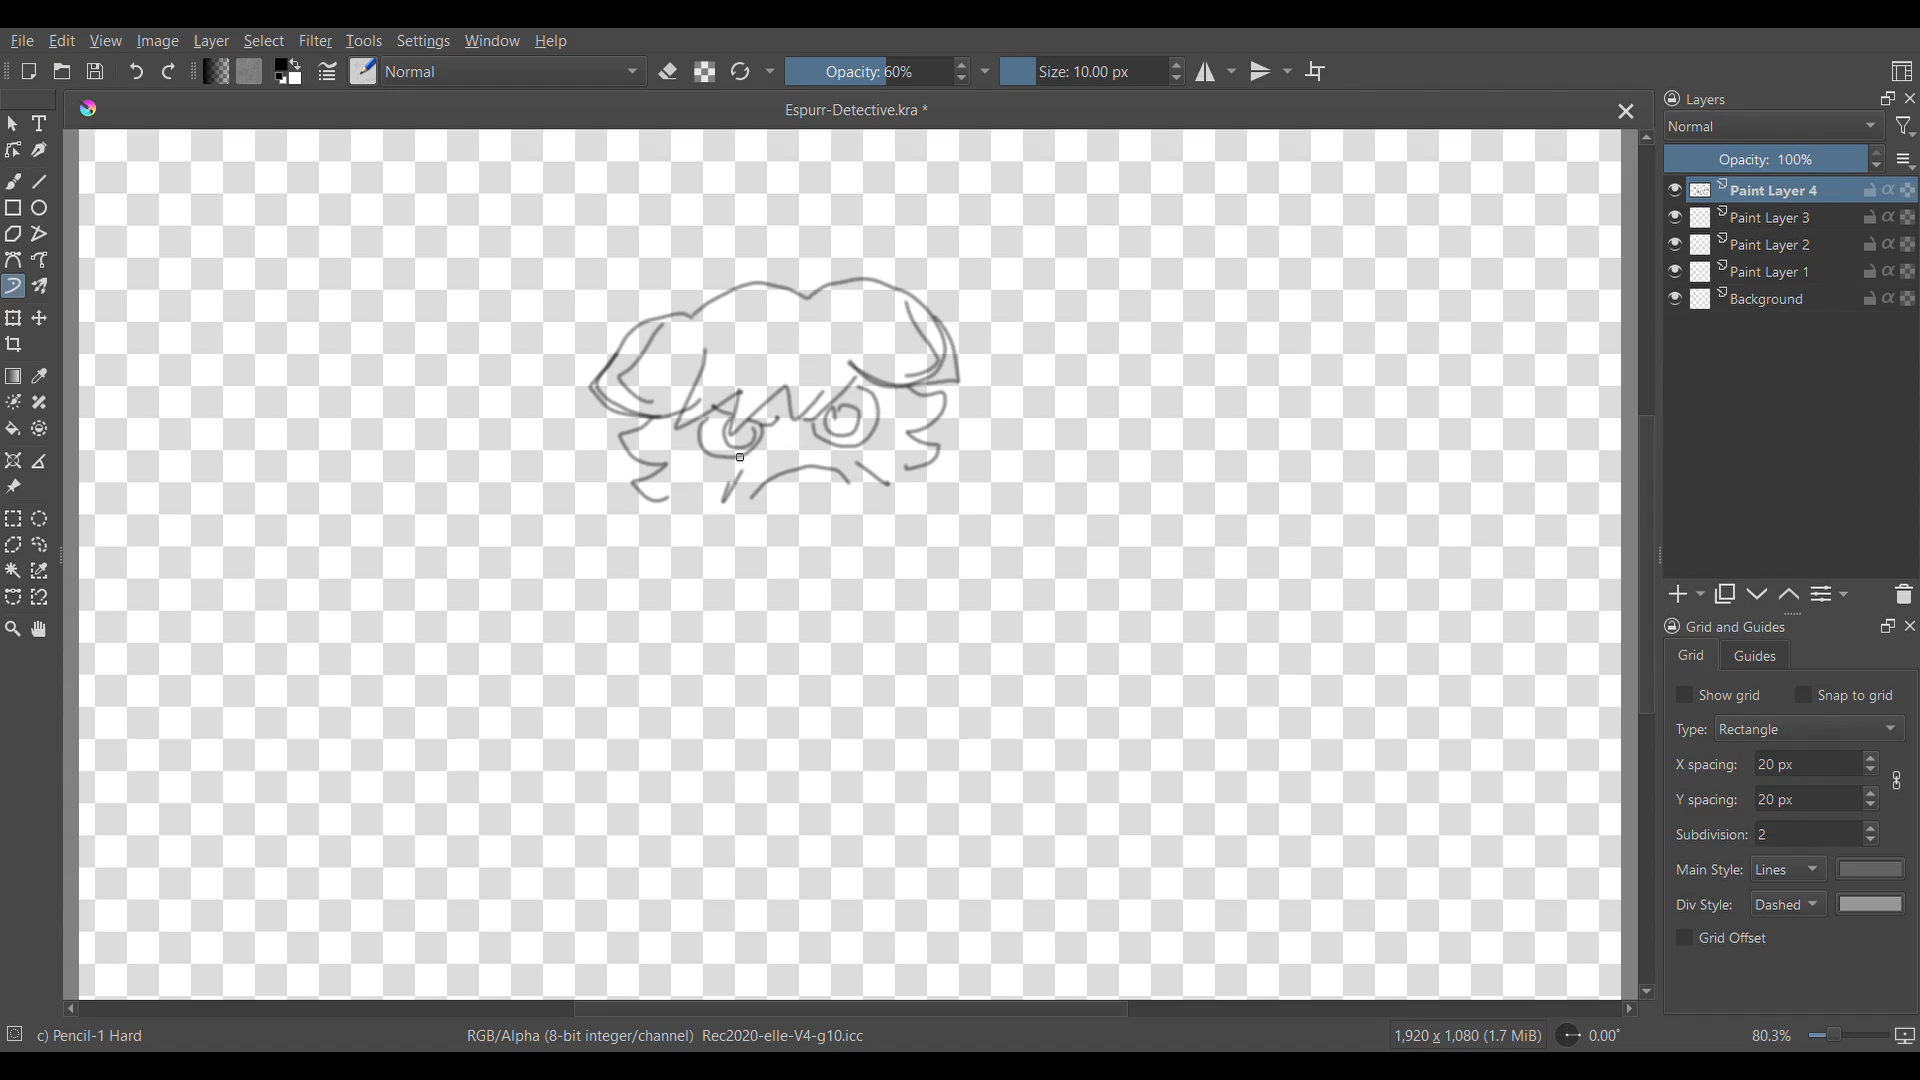 File Edit View Image Layer Select Filter Tools Settings Window Help
Normal Opacity: 60% Size: 10.00 px
Espurr-Detective.kra *
Layers
Normal
Opacity: 100%
Paint Layer 4
Paint Layer 3
Paint Layer 2
Paint Layer 1
Background
Grid and Guides
Grid Guides
Show grid Snap to grid
Type: Rectangle
X spacing: 20 px
Y spacing: 20 px
Subdivision: 2
Main Style: Lines
Div Style: Dashed
Grid Offset
c) Pencil-1 Hard RGB/Alpha (8-bit integer/channel) Rec2020-elle-V4-g10.icc 1,920 x 1,080 (1.7 MiB) 0.00° 80.3%